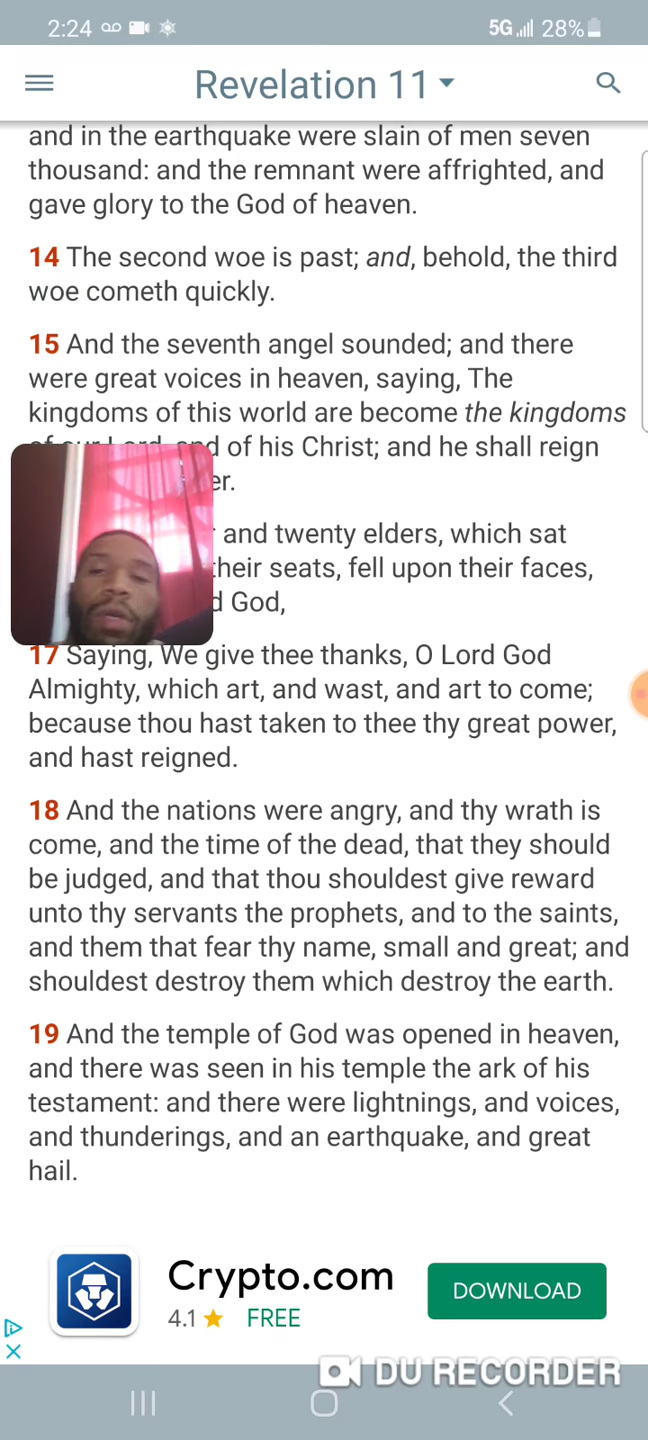 2:24
5G 28%
Revelation 11
and in the earthquake were slain of men seven
thousand: and the remnant were affrighted, and
gave glory to the God of heaven.
14 The second woe is past; and, behold, the third
woe cometh quickly.
15 And the seventh angel sounded; and there
were great voices in heaven, saying, The
kingdoms of this world are become the kingdoms
of our Lord, and of his Christ; and he shall reign
er.
and twenty elders, which sat
their seats, fell upon their faces,
d God,
17 Saying, We give thee thanks, O Lord God
Almighty, which art, and wast, and art to come;
because thou hast taken to thee thy great power,
and hast reigned.
18 And the nations were angry, and thy wrath is
come, and the time of the dead, that they should
be judged, and that thou shouldest give reward
unto thy servants the prophets, and to the saints,
and them that fear thy name, small and great; and
shouldest destroy them which destroy the earth.
19 And the temple of God was opened in heaven,
and there was seen in his temple the ark of his
testament: and there were lightnings, and voices,
and thunderings, and an earthquake, and great
hail.
Crypto.com
4.1 FREE
DOWNLOAD
DU RECORDER